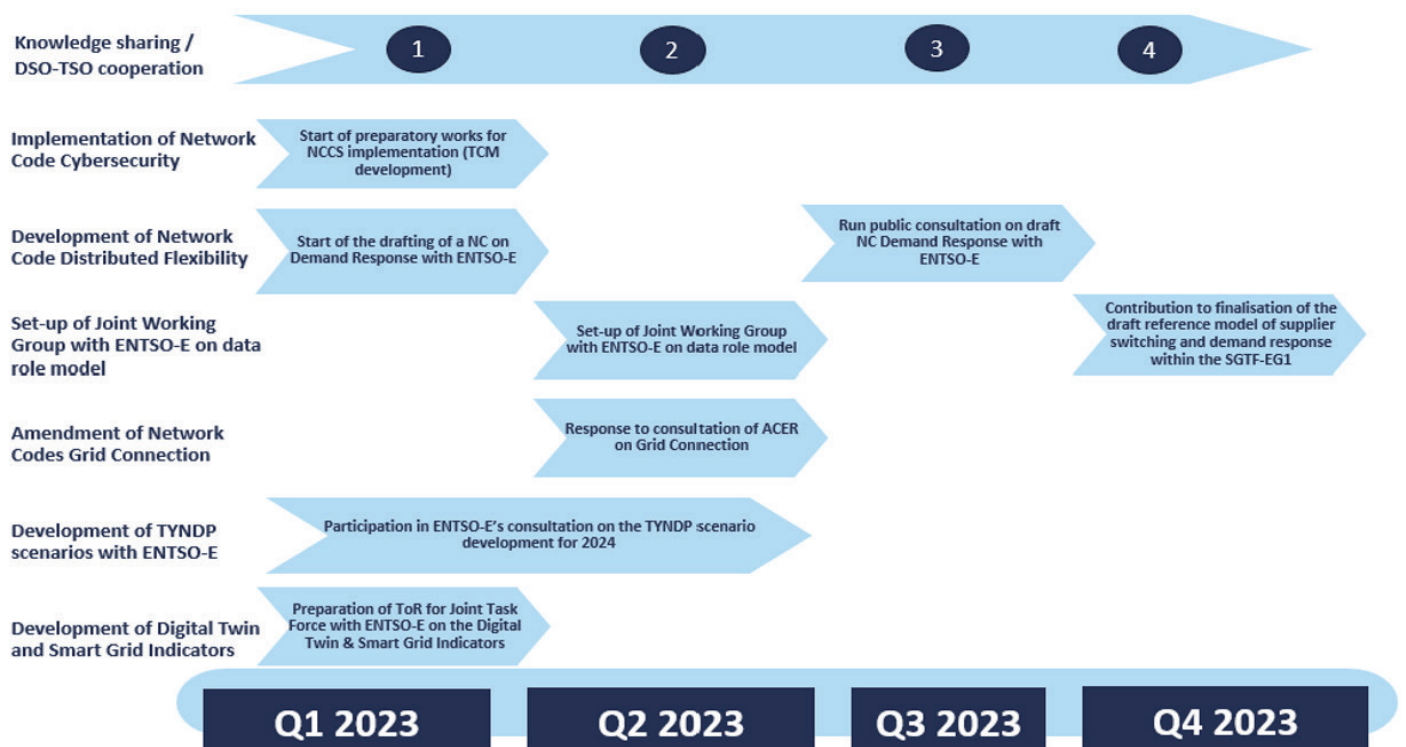 Knowledge sharing /
DSO-TSO cooperation
1
2
3
4
Implementation of Network
Code Cybersecurity
Start of preparatory works for
NCCS implementation (TCM
development)
Development of Network
Code Distributed Flexibility
Start of the drafting of a NC on
Demand Response with ENTSO-E
Run public consultation on draft
NC Demand Response with
ENTSO-E
Set-up of Joint Working
Group with ENTSO-E on data
role model
Set-up of Joint Working Group
with ENTSO-E on data role model
Contribution to finalisation of the
draft reference model of supplier
switching and demand response
within the SGTF-EG1
Amendment of Network
Codes Grid Connection
Response to consultation of ACER
on Grid Connection
Development of TYNDP
scenarios with ENTSO-E
Participation in ENTSO-E's consultation on the TYNDP scenario
development for 2024
Development of Digital Twin
and Smart Grid Indicators
Preparation of ToR for Joint Task
Force with ENTSO-E on the Digital
Twin & Smart Grid Indicators
Q1 2023
Q2 2023
Q3 2023
Q4 2023